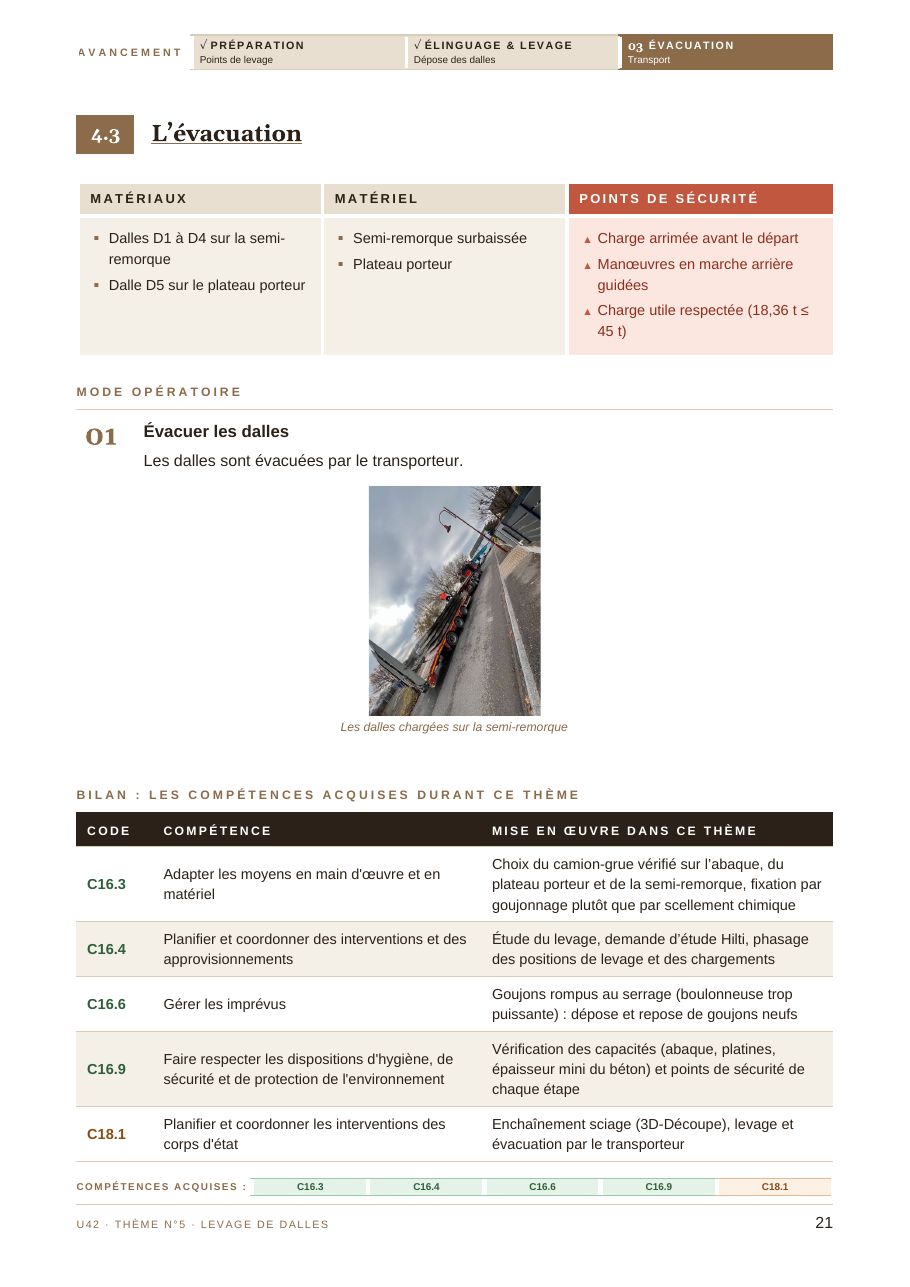 AVANCEMENT
√ PRÉPARATION
Points de levage
√ ÉLINGUAGE & LEVAGE
Dépose des dalles
03 ÉVACUATION
Transport
4.3 L’évacuation
MATÉRIAUX
▪ Dalles D1 à D4 sur la semi-
remorque
▪ Dalle D5 sur le plateau porteur
MATÉRIEL
▪ Semi-remorque surbaissée
▪ Plateau porteur
POINTS DE SÉCURITÉ
▲ Charge arrimée avant le départ
▲ Manœuvres en marche arrière
guidées
▲ Charge utile respectée (18,36 t ≤
45 t)
MODE OPÉRATOIRE
01 Évacuer les dalles
Les dalles sont évacuées par le transporteur.
Les dalles chargées sur la semi-remorque
BILAN : LES COMPÉTENCES ACQUISES DURANT CE THÈME
CODE COMPÉTENCE MISE EN ŒUVRE DANS CE THÈME
C16.3
Adapter les moyens en main d'œuvre et en
matériel
Choix du camion-grue vérifié sur l’abaque, du
plateau porteur et de la semi-remorque, fixation par
goujonnage plutôt que par scellement chimique
C16.4
Planifier et coordonner des interventions et des
approvisionnements
Étude du levage, demande d’étude Hilti, phasage
des positions de levage et des chargements
C16.6
Gérer les imprévus
Goujons rompus au serrage (boulonneuse trop
puissante) : dépose et repose de goujons neufs
C16.9
Faire respecter les dispositions d'hygiène, de
sécurité et de protection de l'environnement
Vérification des capacités (abaque, platines,
épaisseur mini du béton) et points de sécurité de
chaque étape
C18.1
Planifier et coordonner les interventions des
corps d'état
Enchaînement sciage (3D-Découpe), levage et
évacuation par le transporteur
COMPÉTENCES ACQUISES : C16.3 C16.4 C16.6 C16.9 C18.1
U42 · THÈME N°5 · LEVAGE DE DALLES 21